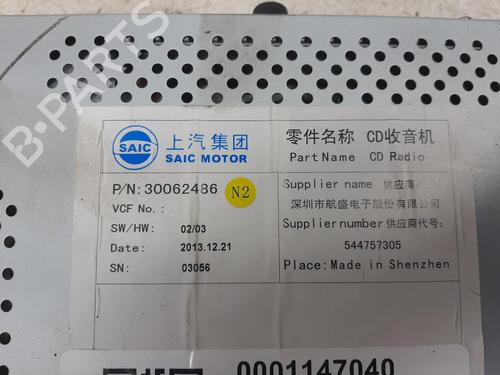 B-PARTS
SAIC
上汽集团
SAIC MOTOR
零件名称 CD收音机
Part Name CD Radio
P/N:30062486
N2
VCF No.:
SW/HW: 02/03
Date: 2013.12.21
SN: 03056
Supplier name 供应商:
深圳市航盛电子股份有限公司
Supplier number 供应商代号:
544757305
Place:Made in Shenzhen
0001147040